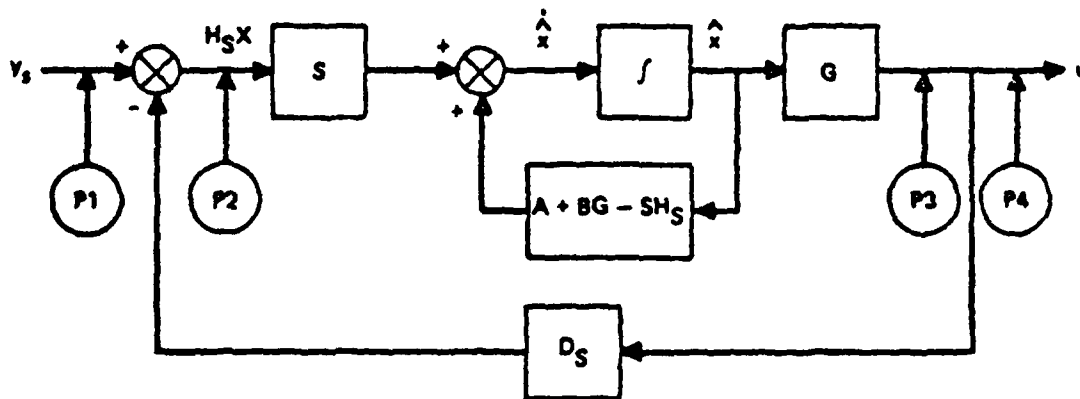 H_S X
ẋ̂
x̂
Y_S
+
-
S
+
+
∫
G
u
P1
P2
A + BG – SH_S
P3
P4
D_S